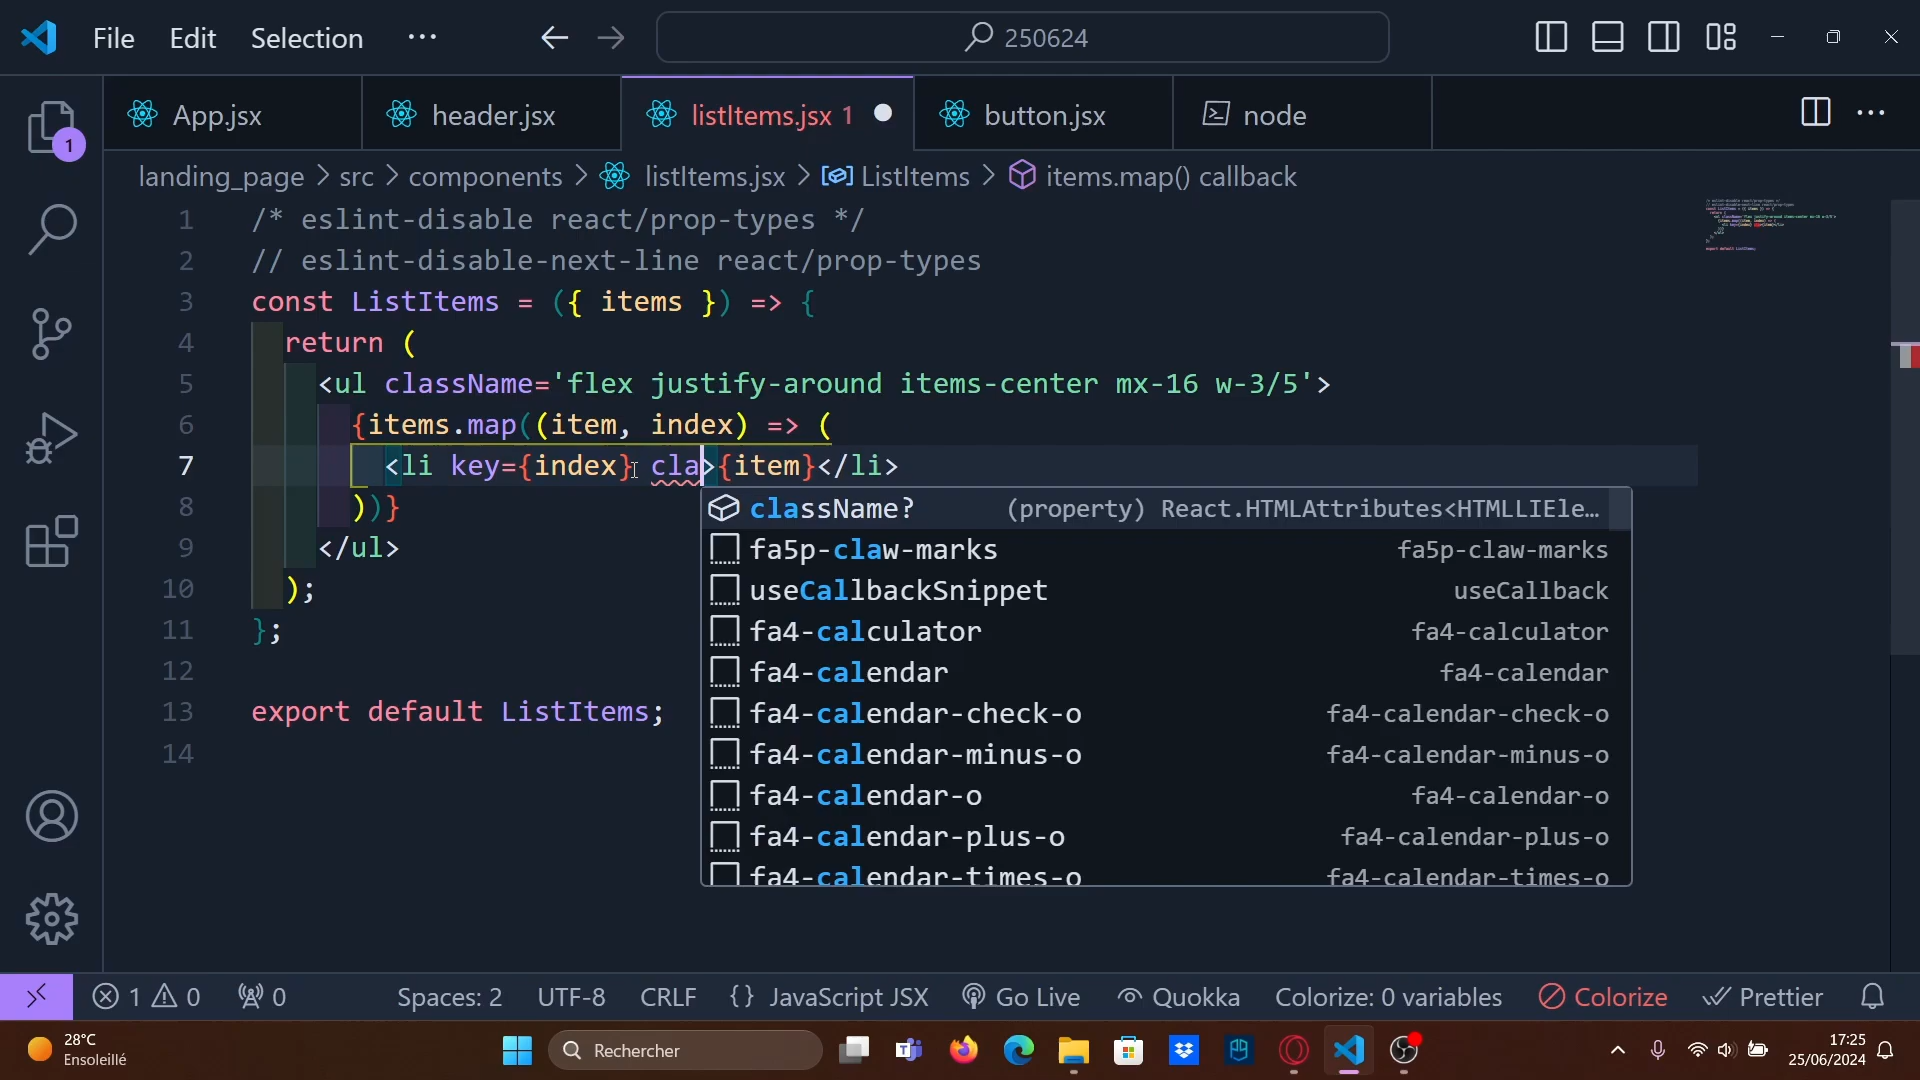 File Edit Selection ··· 250624
App.jsx header.jsx listItems.jsx 1 button.jsx node
landing_page > src > components > listItems.jsx > ListItems > items.map() callback
1 /* eslint-disable react/prop-types */
2 // eslint-disable-next-line react/prop-types
3 const ListItems = ({ items }) => {
4 return (
5 <ul className='flex justify-around items-center mx-16 w-3/5'>
6 {items.map((item, index) => (
7 <li key={index} cla>{item}</li>
8 ))}
9 </ul>
10 );
11 };
12
13 export default ListItems;
14
className? (property) React.HTMLAttributes<HTMLLIEle...
fa5p-claw-marks fa5p-claw-marks
useCallbackSnippet useCallback
fa4-calculator fa4-calculator
fa4-calendar fa4-calendar
fa4-calendar-check-o fa4-calendar-check-o
fa4-calendar-minus-o fa4-calendar-minus-o
fa4-calendar-o fa4-calendar-o
fa4-calendar-plus-o fa4-calendar-plus-o
fa4-calendar-times-o fa4-calendar-times-o
1
1 0 0 Spaces: 2 UTF-8 CRLF {} JavaScript JSX Go Live Quokka Colorize: 0 variables Colorize Prettier
28°C
Ensoleillé
Rechercher
17:25
25/06/2024